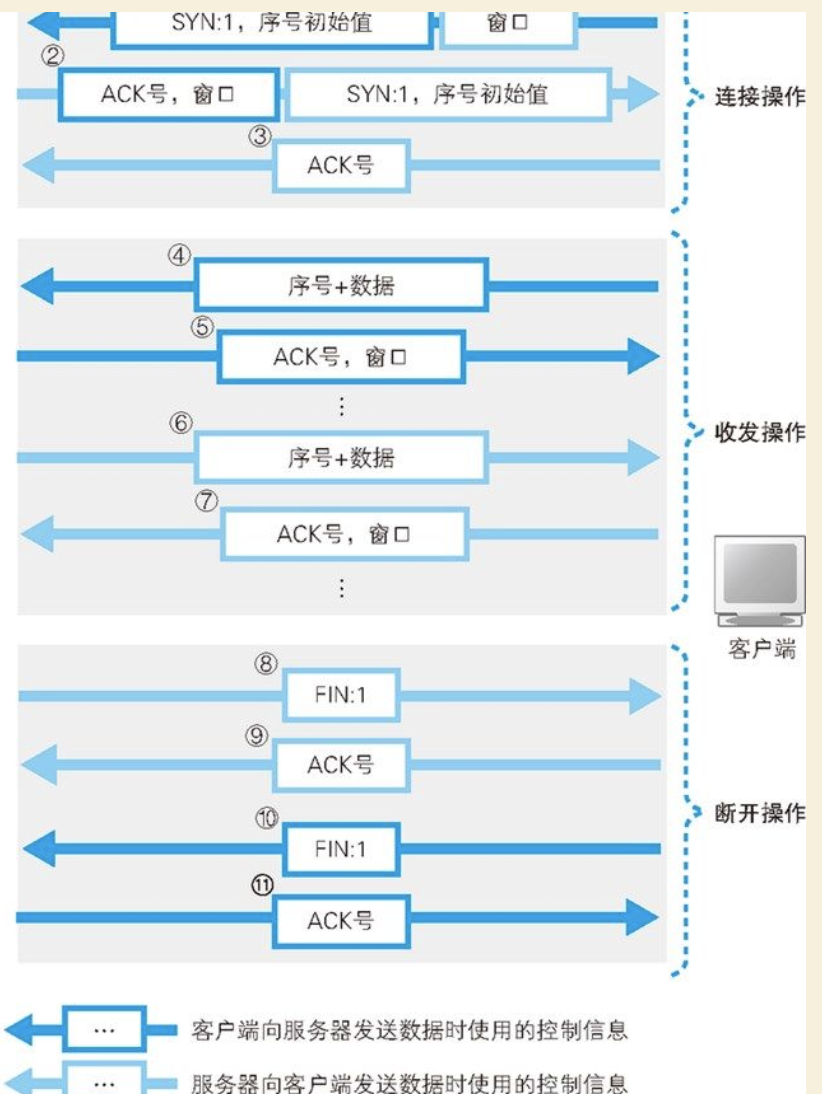 SYN:1，序号初始值 窗口
②
ACK号，窗口 SYN:1，序号初始值
连接操作
③
ACK号
④
序号+数据
⑤
ACK号，窗口
⋮
⑥
序号+数据
收发操作
⑦
ACK号，窗口
⋮
客户端
⑧
FIN:1
⑨
ACK号
断开操作
⑩
FIN:1
⑪
ACK号
… 客户端向服务器发送数据时使用的控制信息
… 服务器向客户端发送数据时使用的控制信息